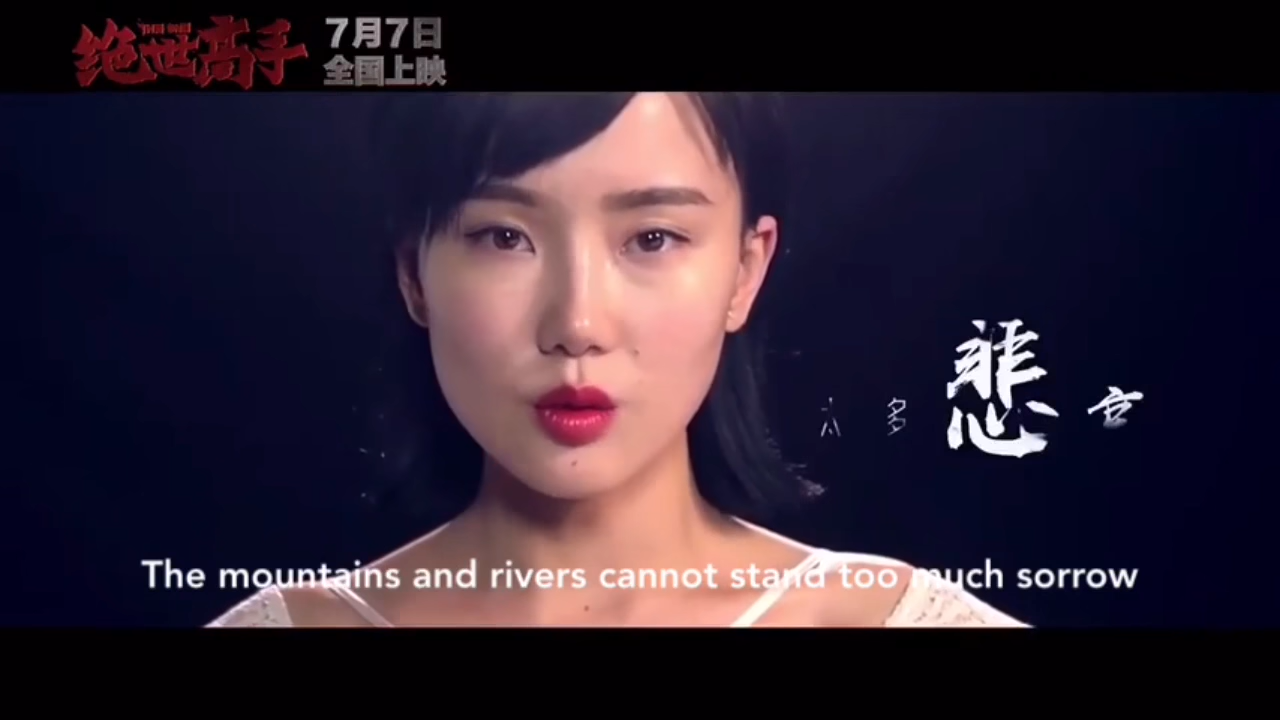 绝世高手
7月7日
全国上映
太多悲
The mountains and rivers cannot stand too much sorrow